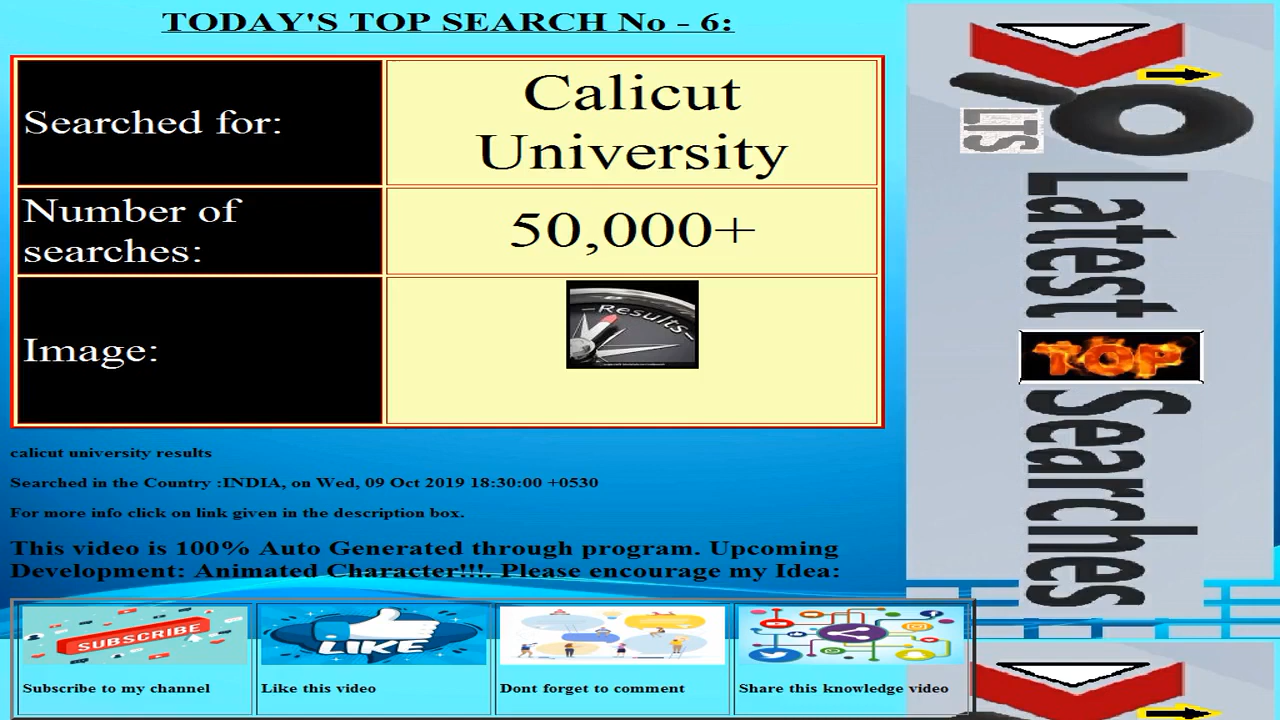 TODAY'S TOP SEARCH No - 6:
Searched for:
Calicut
University
Number of
searches:
50,000+
Image:
Results
calicut university results
Searched in the Country :INDIA, on Wed, 09 Oct 2019 18:30:00 +0530
For more info click on link given in the description box.
This video is 100% Auto Generated through program. Upcoming
Development: Animated Character!!!. Please encourage my Idea:
SUBSCRIBE
LIKE
Subscribe to my channel
Like this video
Dont forget to comment
Share this knowledge video
LTS
Latest
TOP
Searches